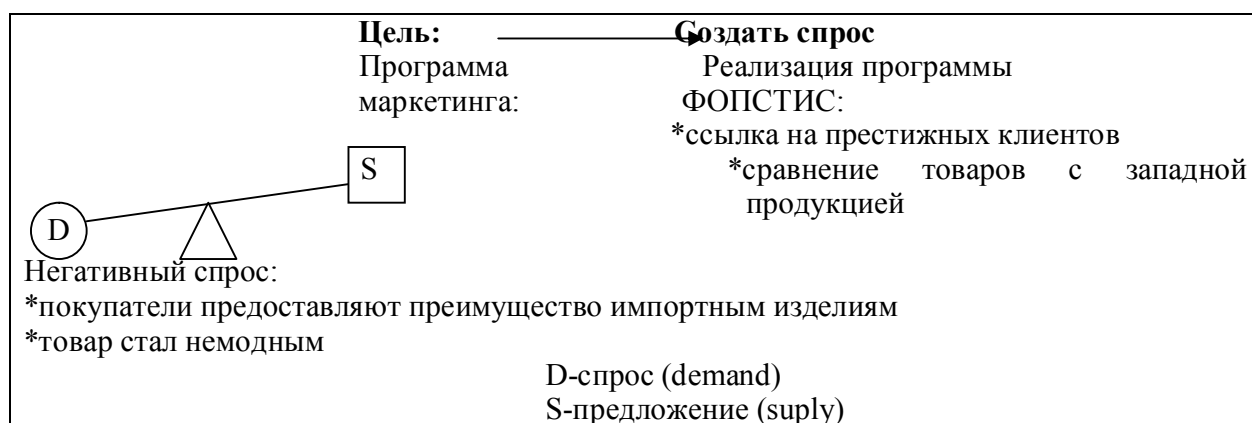 Цель: Создать спрос
Программа Реализация программы
маркетинга: ФОПСТИС:
*ссылка на престижных клиентов
*сравнение товаров с западной
продукцией
S
D
Негативный спрос:
*покупатели предоставляют преимущество импортным изделиям
*товар стал немодным
D-спрос (demand)
S-предложение (suply)